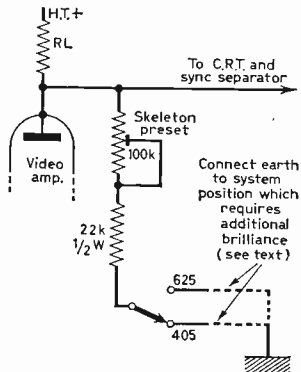 H.T.+
RL
To C.R.T. and
sync separator
Skeleton
preset
100k
Video
amp.
Connect earth
to system
position which
requires
additional
brilliance
(see text)
22k
1/2 W
625
405